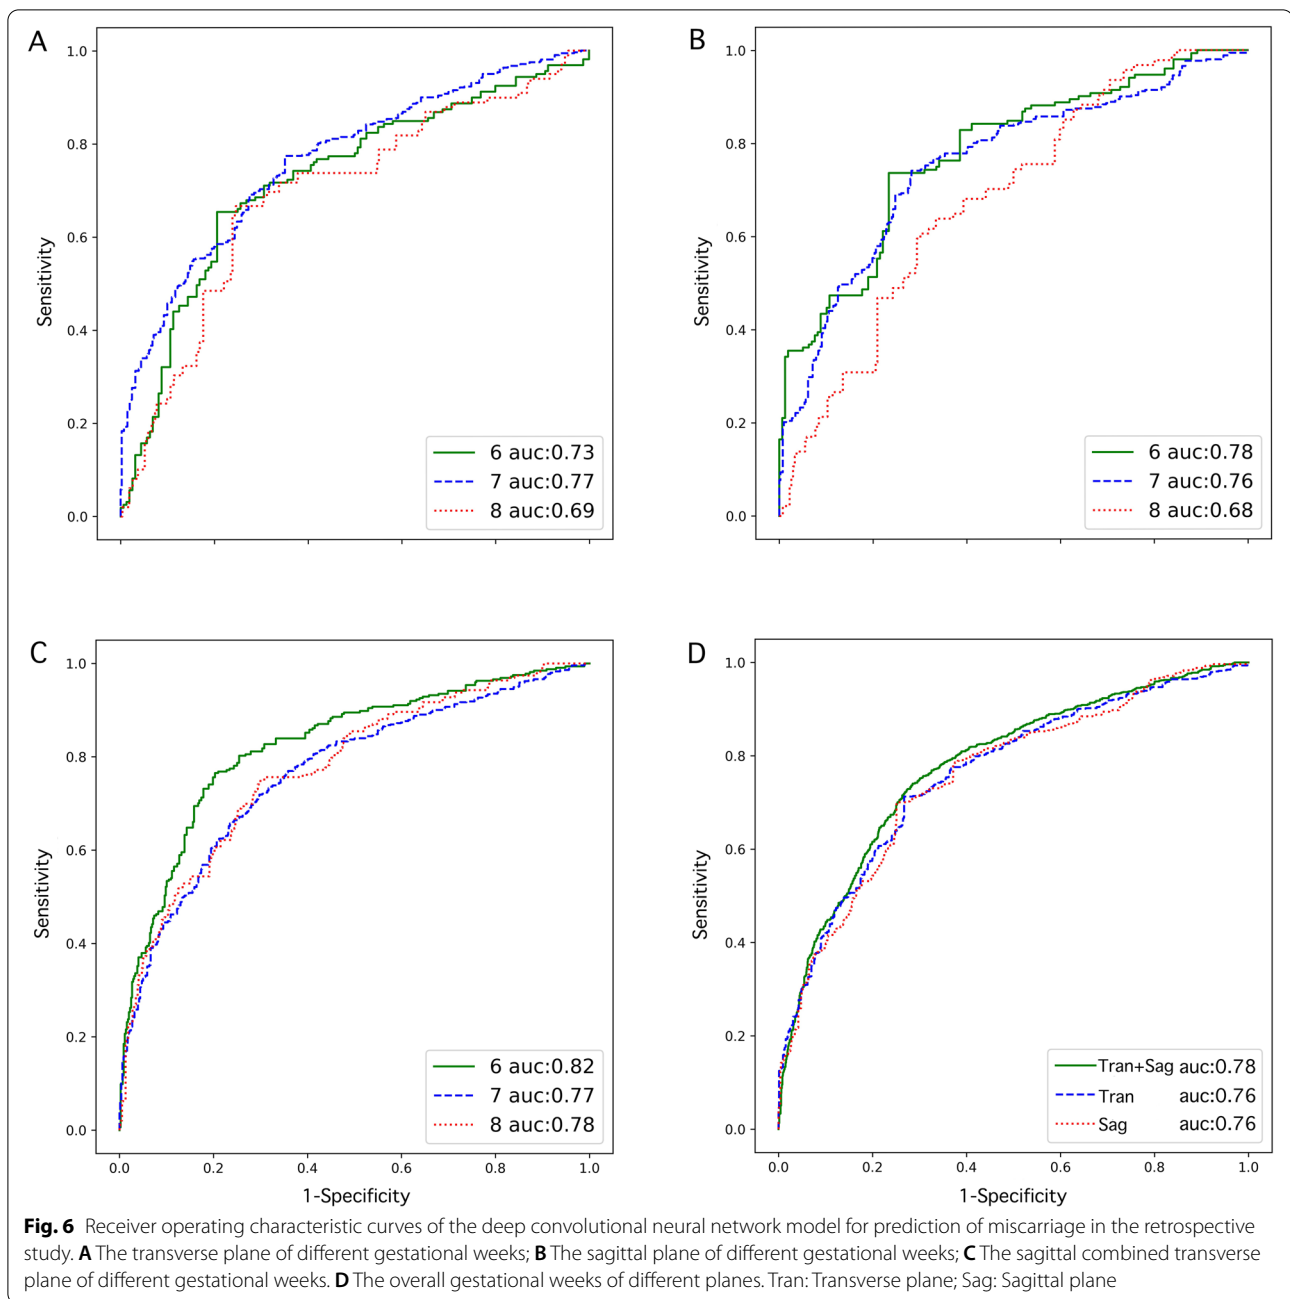 A
1.0
0.8
0.6
0.4
0.2
0.0
Sensitivity
6 auc:0.73
7 auc:0.77
8 auc:0.69
B
1.0
0.8
0.6
0.4
0.2
0.0
Sensitivity
6 auc:0.78
7 auc:0.76
8 auc:0.68
C
1.0
0.8
0.6
0.4
0.2
0.0
Sensitivity
6 auc:0.82
7 auc:0.77
8 auc:0.78
0.0 0.2 0.4 0.6 0.8 1.0
1-Specificity
D
1.0
0.8
0.6
0.4
0.2
0.0
Sensitivity
Tran+Sag auc:0.78
Tran auc:0.76
Sag auc:0.76
0.0 0.2 0.4 0.6 0.8 1.0
1-Specificity
Fig. 6 Receiver operating characteristic curves of the deep convolutional neural network model for prediction of miscarriage in the retrospective
study. A The transverse plane of different gestational weeks; B The sagittal plane of different gestational weeks; C The sagittal combined transverse
plane of different gestational weeks. D The overall gestational weeks of different planes. Tran: Transverse plane; Sag: Sagittal plane